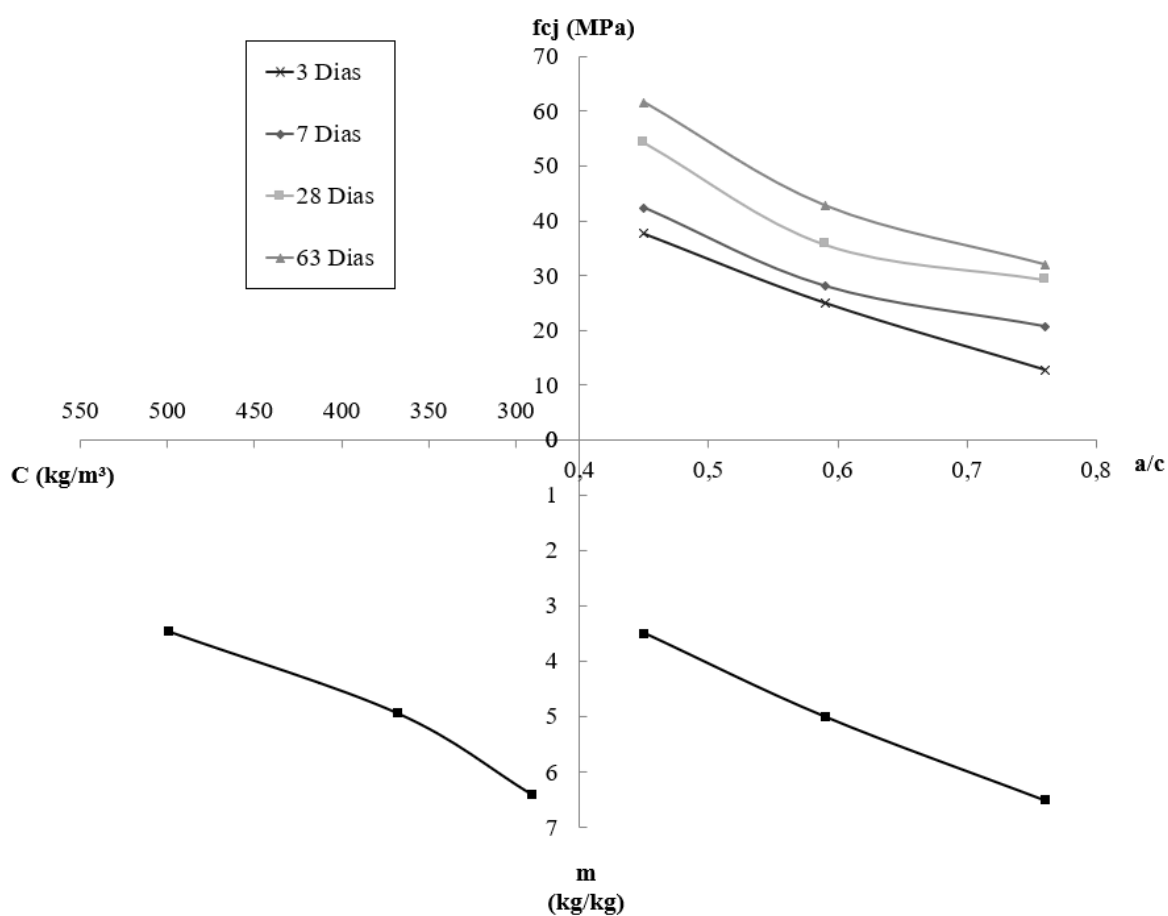 fcj (MPa)
3 Dias
7 Dias
28 Dias
63 Dias
70
60
50
40
30
20
10
0
550 500 450 400 350 300
C (kg/m³)
0,4 0,5 0,6 0,7 0,8
a/c
1
2
3
4
5
6
7
m
(kg/kg)